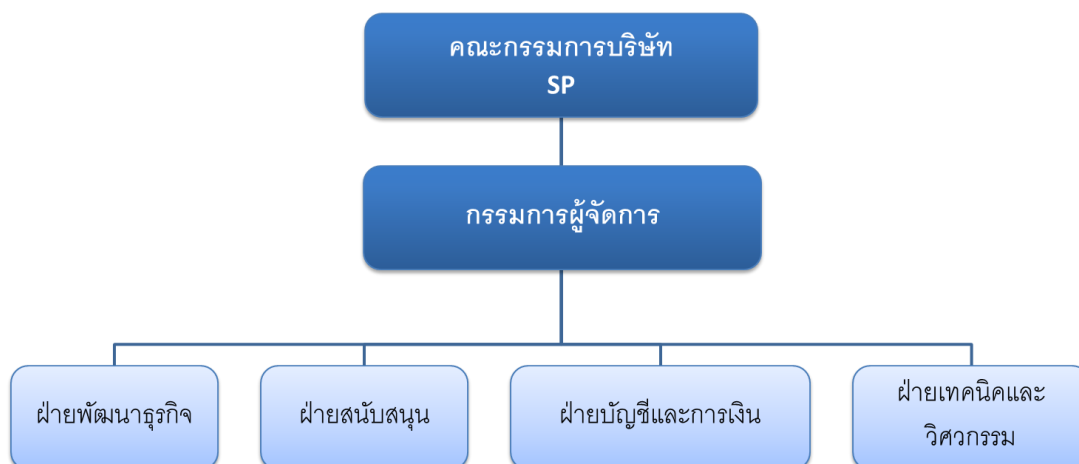 คณะกรรมการบริษัท
SP
กรรมการผู้จัดการ
ฝ่ายพัฒนาธุรกิจ
ฝ่ายสนับสนุน
ฝ่ายบัญชีและการเงิน
ฝ่ายเทคนิคและ
วิศวกรรม